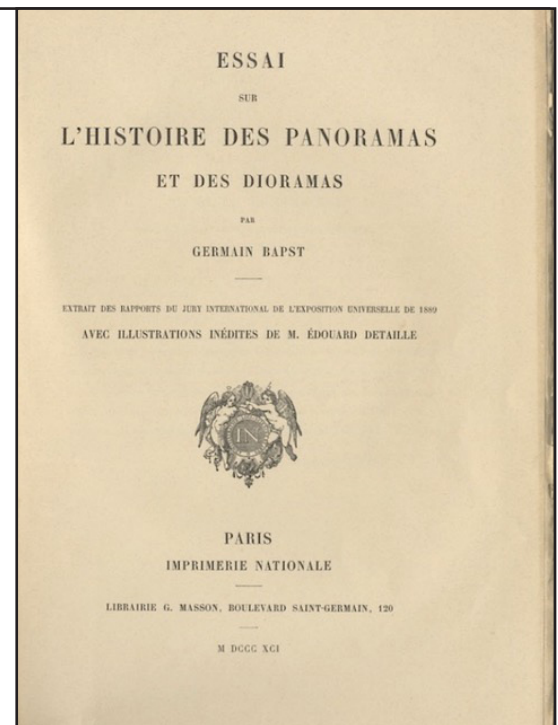 ESSAI
SUR
L'HISTOIRE DES PANORAMAS
ET DES DIORAMAS
PAR
GERMAIN BAPST
EXTRAIT DES RAPPORTS DU JURY INTERNATIONAL DE L'EXPOSITION UNIVERSELLE DE 1889
AVEC ILLUSTRATIONS INÉDITES DE M. ÉDOUARD DETAILLE
IN
PARIS
IMPRIMERIE NATIONALE
LIBRAIRIE G. MASSON, BOULEVARD SAINT-GERMAIN, 120
M DCCC XCI